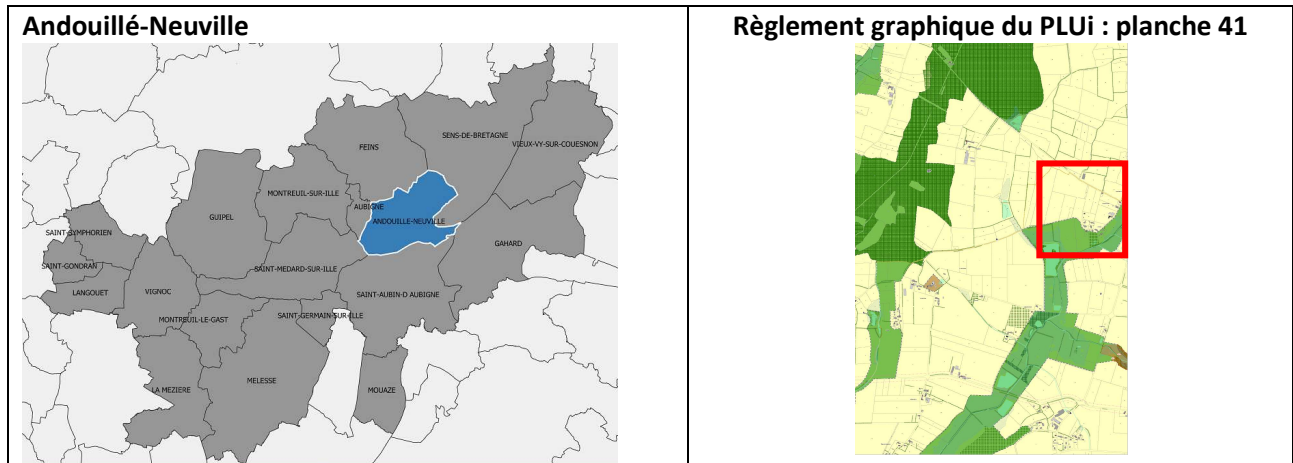 Andouillé-Neuville
Règlement graphique du PLUi : planche 41
SENS-DE-BRETAGNE
FEINS
VIEUX-VY-SUR-COUESNON
MONTREUIL-SUR-ILLE
AUBIGNE
GUIPEL
ANDOUILLE-NEUVILLE
SAINT-SYMPHORIEN
GAHARD
SAINT-GONDRAN
SAINT-MEDARD-SUR-ILLE
LANGOUET
VIGNOC
SAINT-AUBIN-D AUBIGNE
MONTREUIL-LE-GAST
SAINT-GERMAIN-SUR-ILLE
MELESSE
LA MEZIERE
MOUAZE